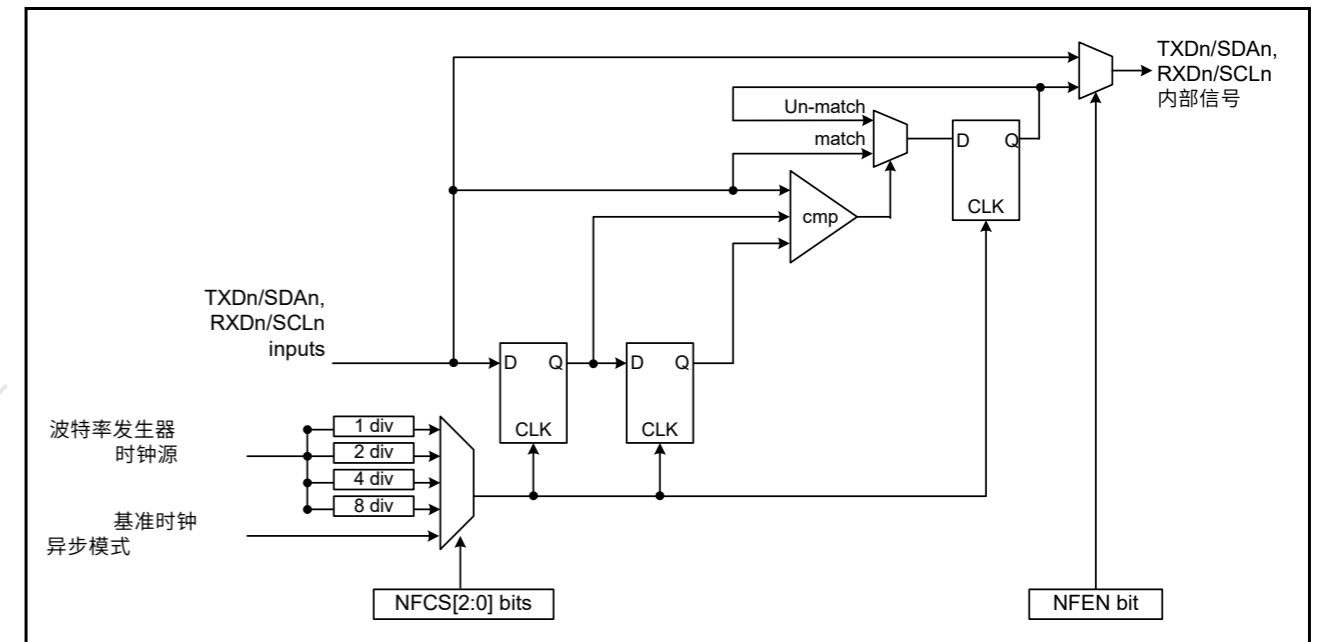 TXDn/SDAn,
RXDn/SCLn
内部信号
Un-match
match
D
Q
CLK
cmp
TXDn/SDAn,
RXDn/SCLn
inputs
D
Q
CLK
D
Q
CLK
波特率发生器
时钟源
1 div
2 div
4 div
8 div
基准时钟
异步模式
NFCS[2:0] bits
NFEN bit